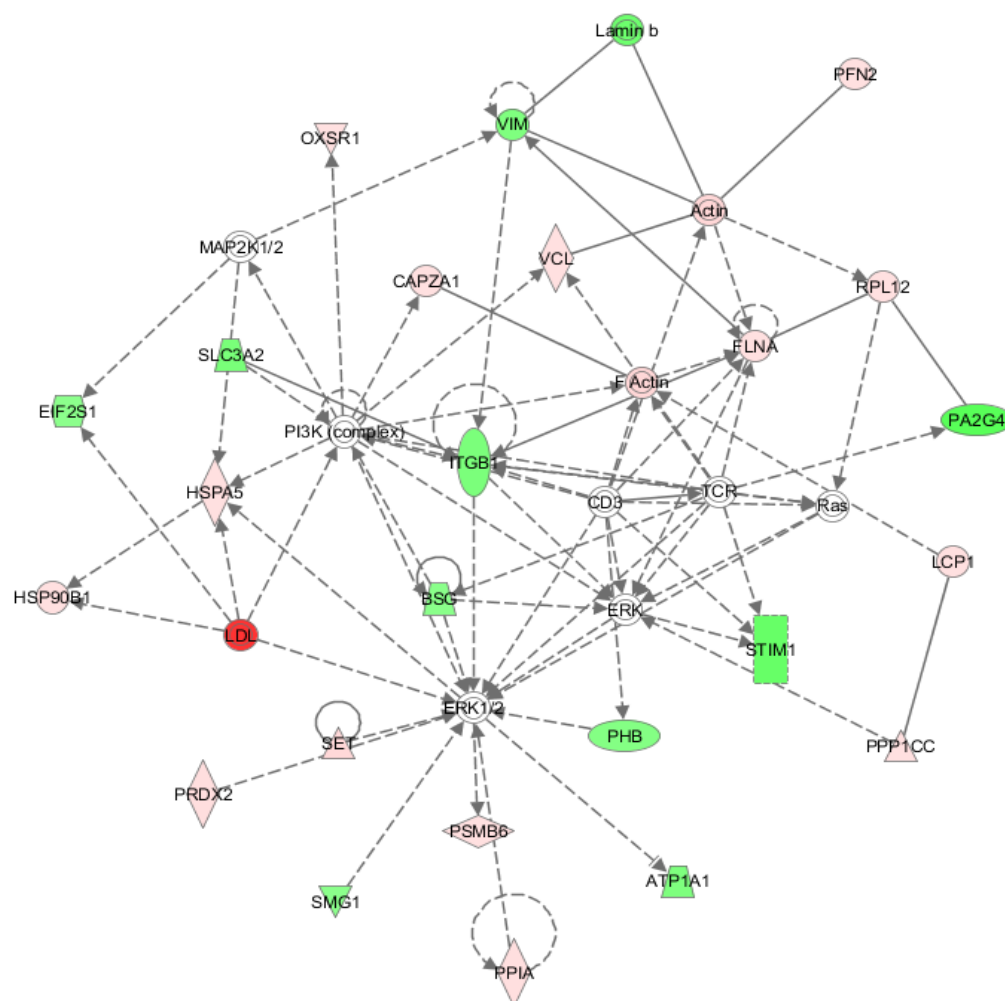 Lamin b
PFN2
VIM
OXSR1
Actin
MAP2K1/2
VCL
CAPZA1
RPL12
FLNA
SLC3A2
F Actin
EIF2S1
PA2G4
PI3K (complex)
ITGB1
HSPA5
CD3
TCR
Ras
LCP1
HSP90B1
BSG
ERK
LDL
STIM1
ERK1/2
PHB
SET
PPP1CC
PRDX2
PSMB6
ATP1A1
SMG1
PPIA